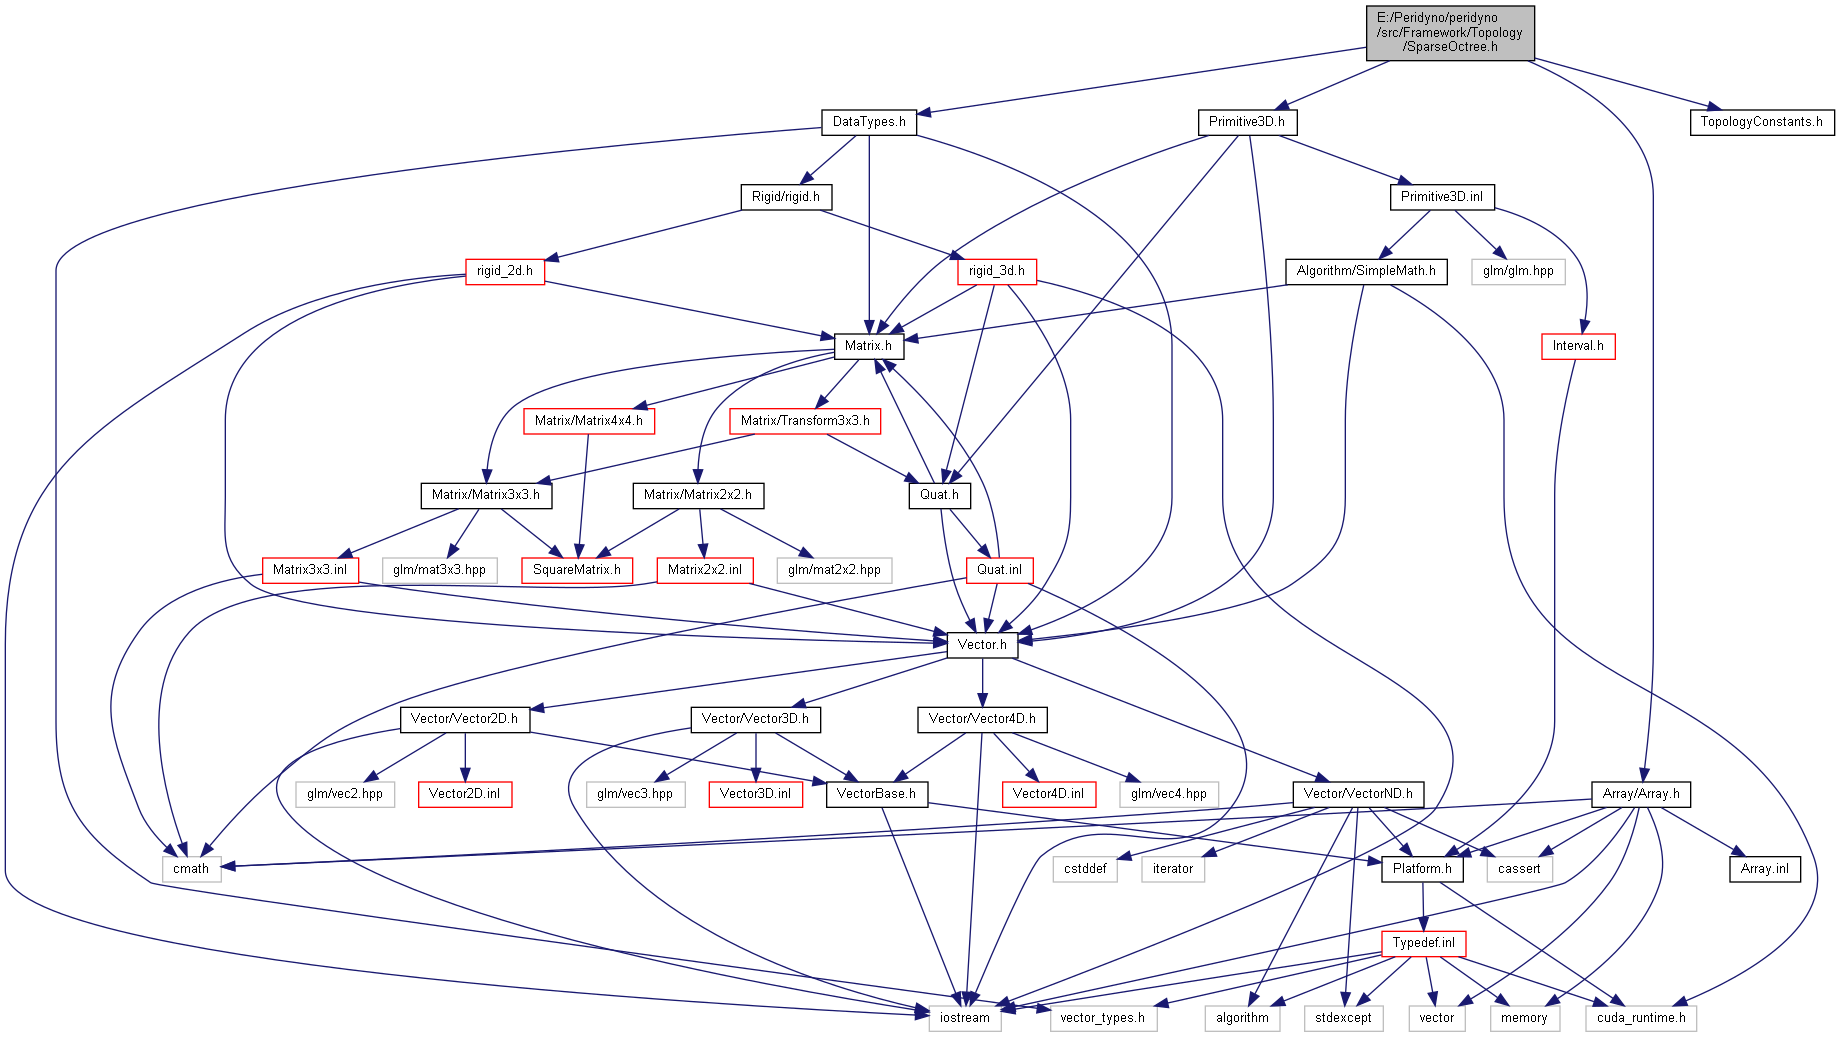 E:/Peridyno/peridyno
/src/Framework/Topology
/SparseOctree.h
DataTypes.h
Primitive3D.h
TopologyConstants.h
Rigid/rigid.h
Primitive3D.inl
rigid_2d.h
rigid_3d.h
Algorithm/SimpleMath.h
glm/glm.hpp
Matrix.h
Interval.h
Matrix/Matrix4x4.h
Matrix/Transform3x3.h
Matrix/Matrix3x3.h
Matrix/Matrix2x2.h
Quat.h
Matrix3x3.inl
glm/mat3x3.hpp
SquareMatrix.h
Matrix2x2.inl
glm/mat2x2.hpp
Quat.inl
Vector.h
Vector/Vector2D.h
Vector/Vector3D.h
Vector/Vector4D.h
glm/vec2.hpp
Vector2D.inl
glm/vec3.hpp
Vector3D.inl
VectorBase.h
Vector4D.inl
glm/vec4.hpp
Vector/VectorND.h
Array/Array.h
cmath
cstddef
iterator
Platform.h
cassert
Array.inl
Typedef.inl
iostream
vector_types.h
algorithm
stdexcept
vector
memory
cuda_runtime.h